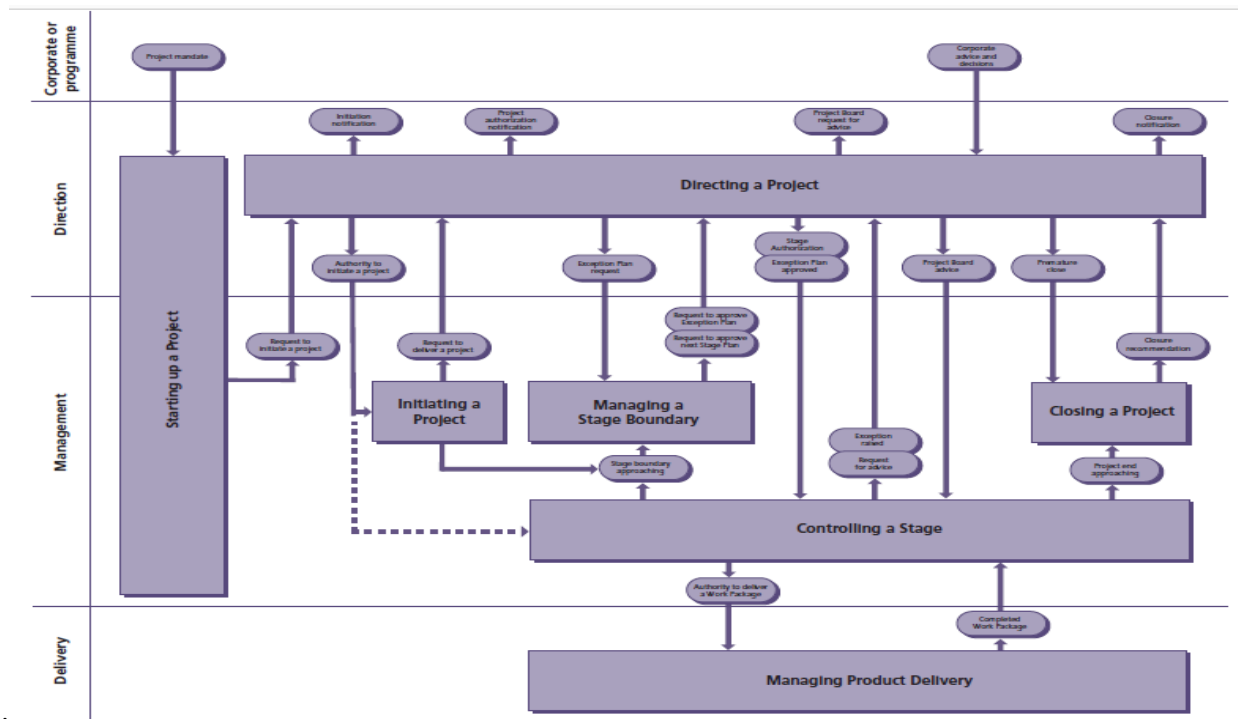 Corporate or
programme
Project mandate
Corporate
advice and
decisions
Direction
Initiation
notification
Project
authorization
notification
Project Board
request for
advice
Closure
notification
Directing a Project
Authority to
initiate a project
Exception Plan
request
Stage
Authorization
Exception Plan
approved
Project Board
advice
Premature
close
Management
Starting up a Project
Request to
initiate a project
Request to
deliver a project
Request to approve
Exception Plan
Request to approve
next Stage Plan
Closure
recommendation
Initiating a
Project
Managing a
Stage Boundary
Closing a Project
Exception
raised
Request
for advice
Stage boundary
approaching
Project end
approaching
Controlling a Stage
Authority to deliver
a Work Package
Delivery
Completed
Work Package
Managing Product Delivery